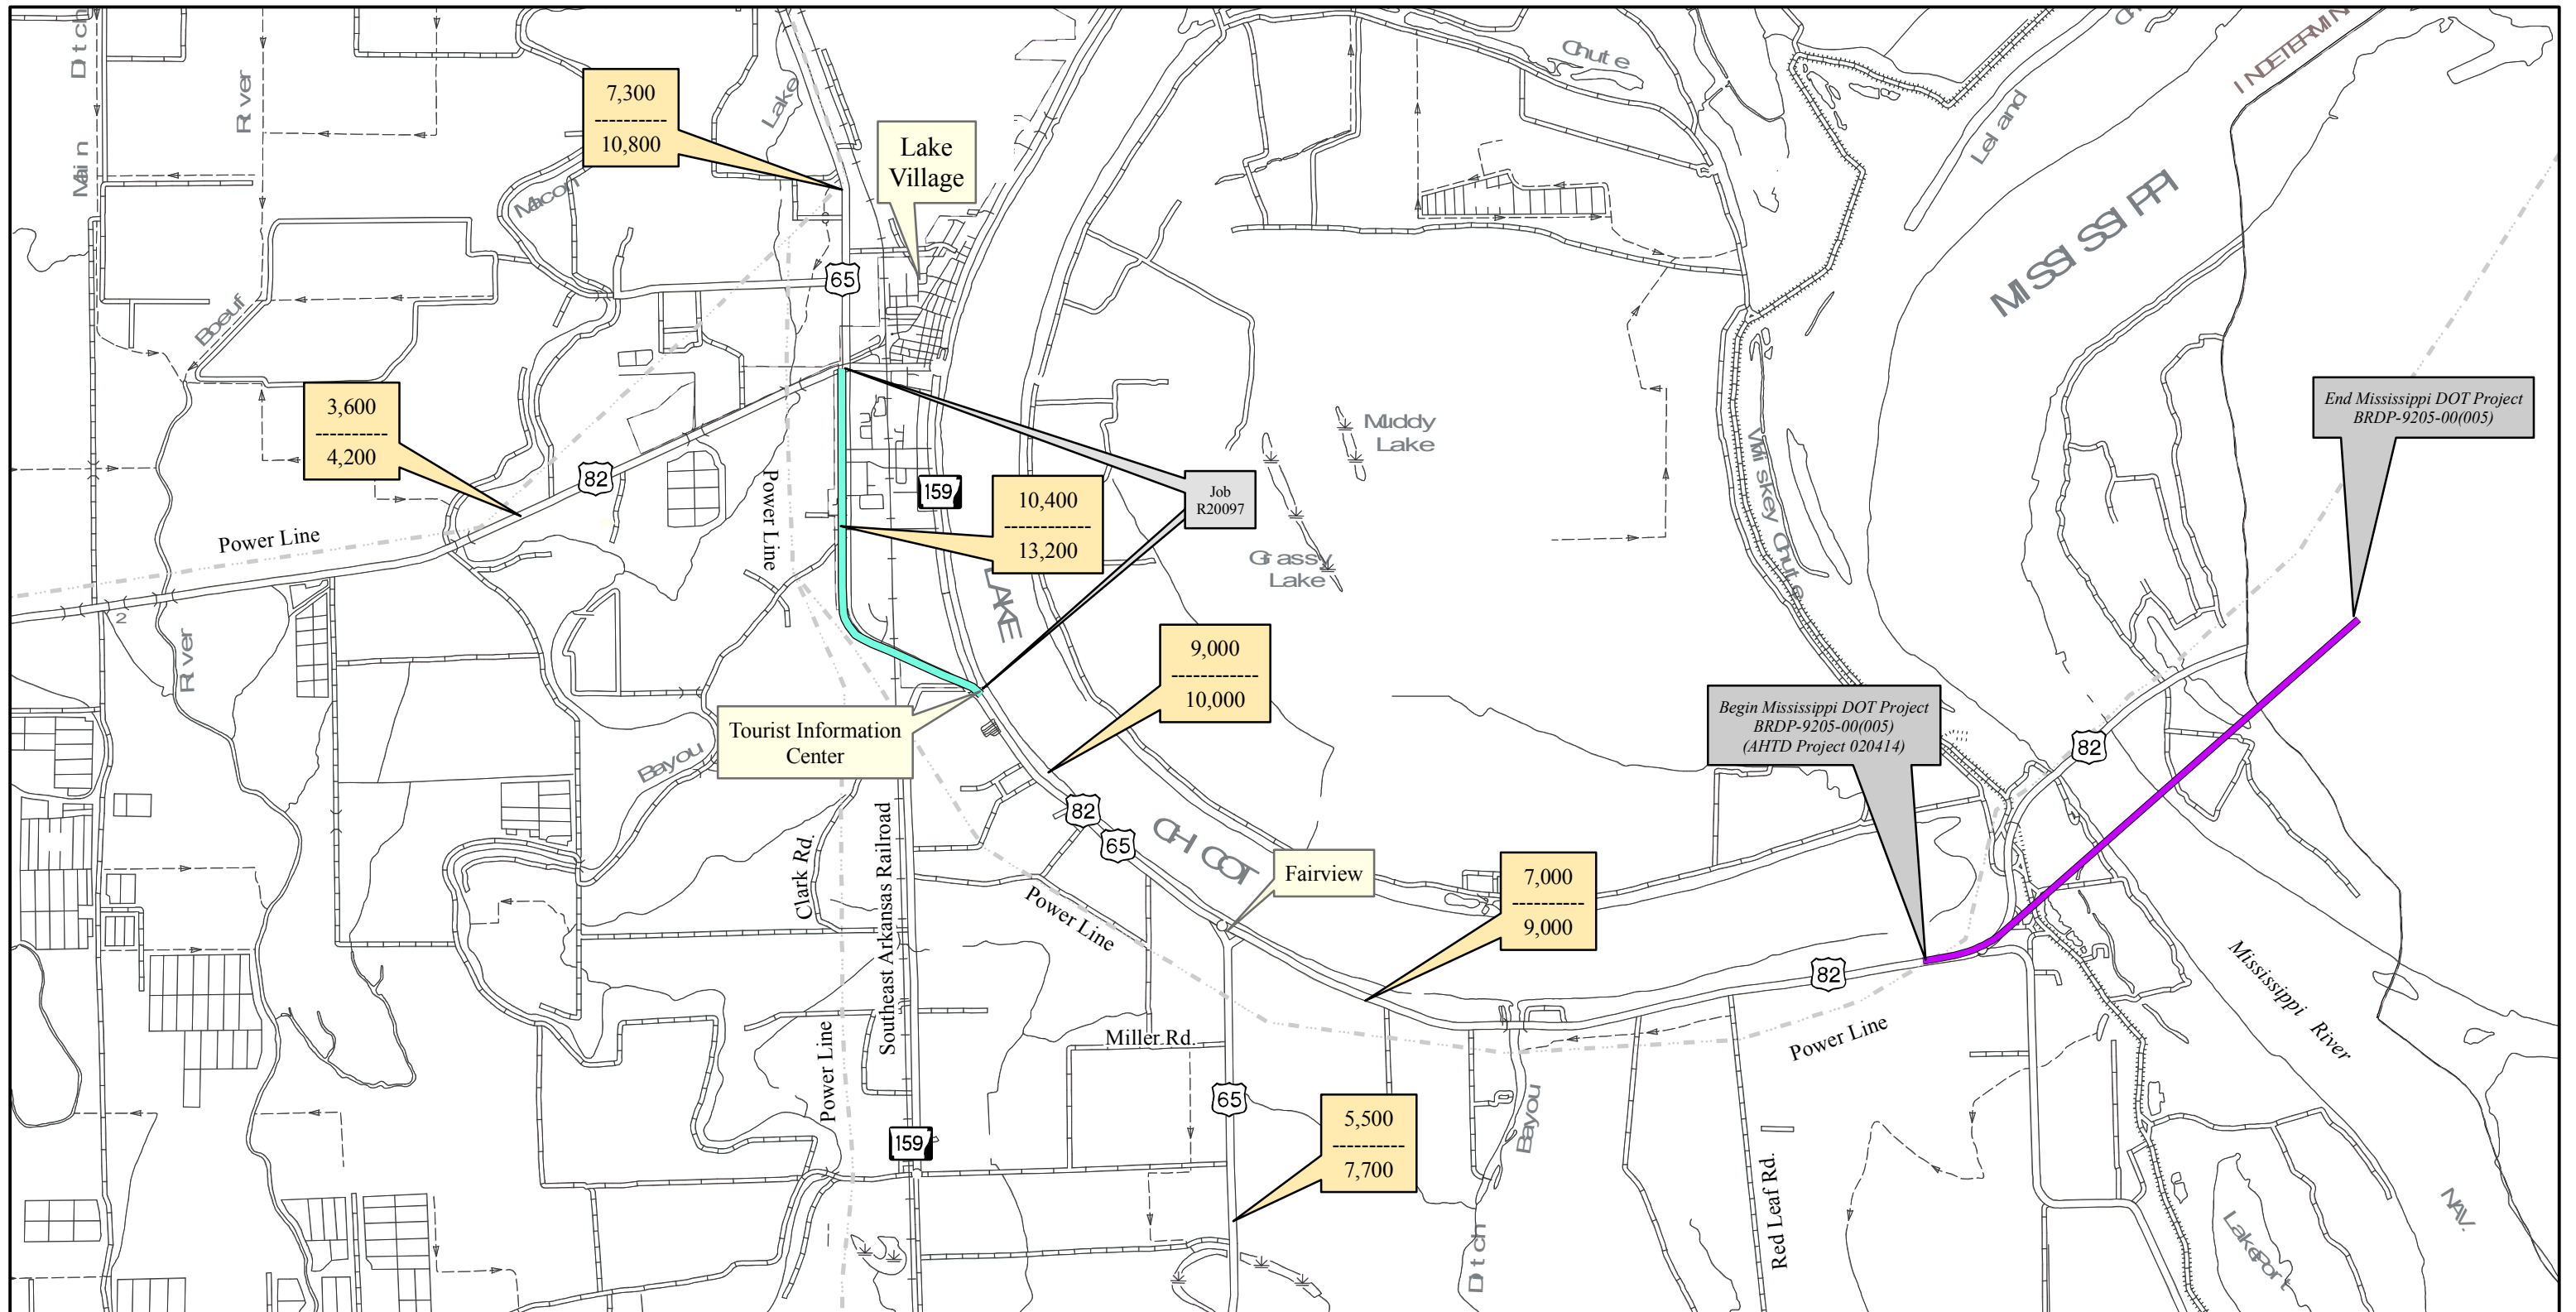 Ditch
Main
River
Lake
Chute
Ch
INDETERMIN
Leland
MISSISSIPPI
7,300
----------
10,800
Lake
Village
Macon
65
Boeuf
3,600
----------
4,200
82
Power Line
2
River
Power Line
159
10,400
------------
13,200
Job
R20097
Muddy
Lake
Grassy
Lake
Whiskey Chute
End Mississippi DOT Project
BRDP-9205-00(005)
LAKE
9,000
------------
10,000
Tourist Information
Center
Bayou
Begin Mississippi DOT Project
BRDP-9205-00(005)
(AHTD Project 020414)
82
82
65
CHICOT
Fairview
7,000
----------
9,000
Clark Rd.
Southeast Arkansas Railroad
Power Line
82
Power Line
Mississippi River
Miller Rd.
Power Line
65
5,500
----------
7,700
159
Bayou
Ditch
Red Leaf Rd.
Lakeport
NAV.